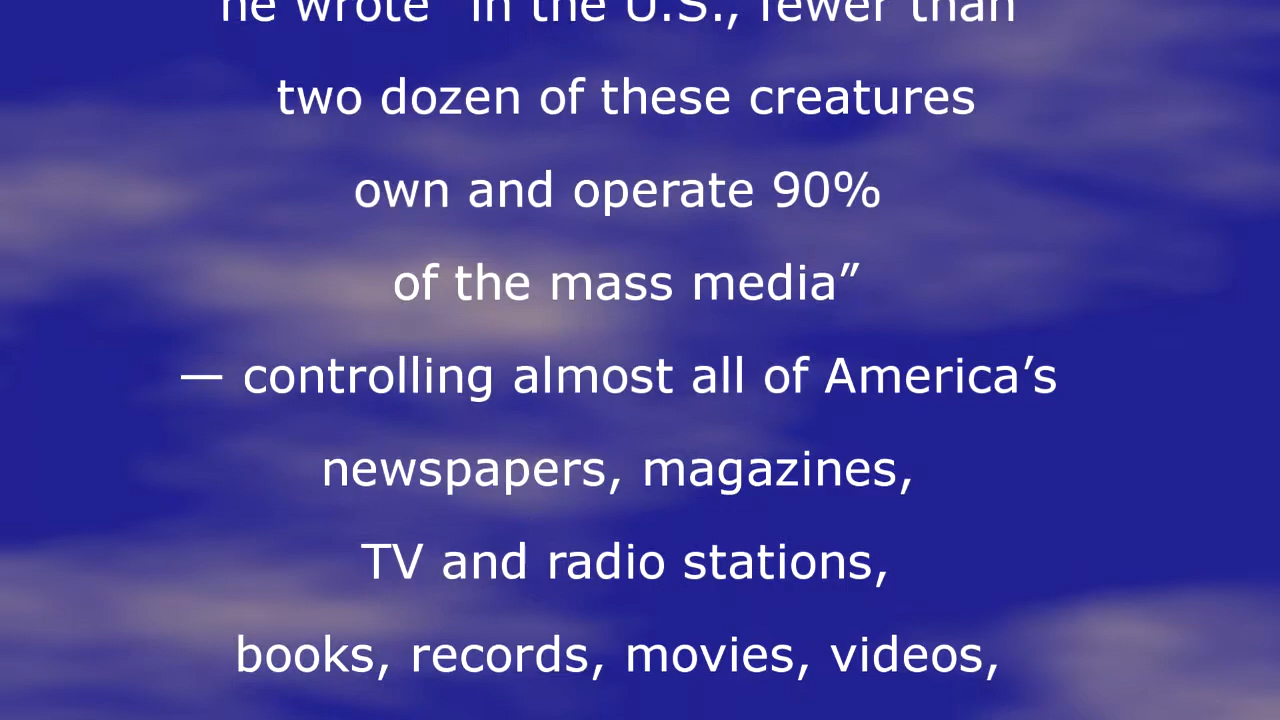 he wrote “in the U.S., fewer than
two dozen of these creatures
own and operate 90%
of the mass media”
— controlling almost all of America’s
newspapers, magazines,
TV and radio stations,
books, records, movies, videos,